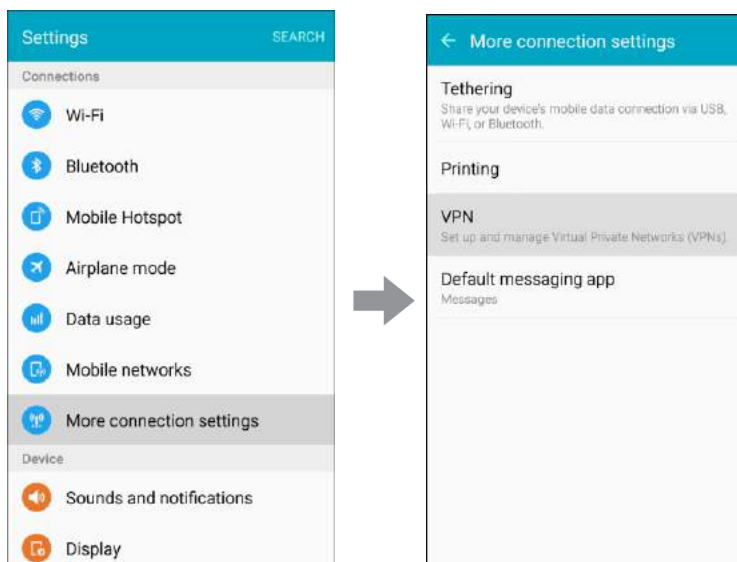 Settings SEARCH
Connections
Wi-Fi
Bluetooth
Mobile Hotspot
Airplane mode
Data usage
Mobile networks
More connection settings
Device
Sounds and notifications
Display
More connection settings
Tethering
Share your device's mobile data connection via USB,
Wi-Fi, or Bluetooth.
Printing
VPN
Set up and manage Virtual Private Networks (VPNs).
Default messaging app
Messages